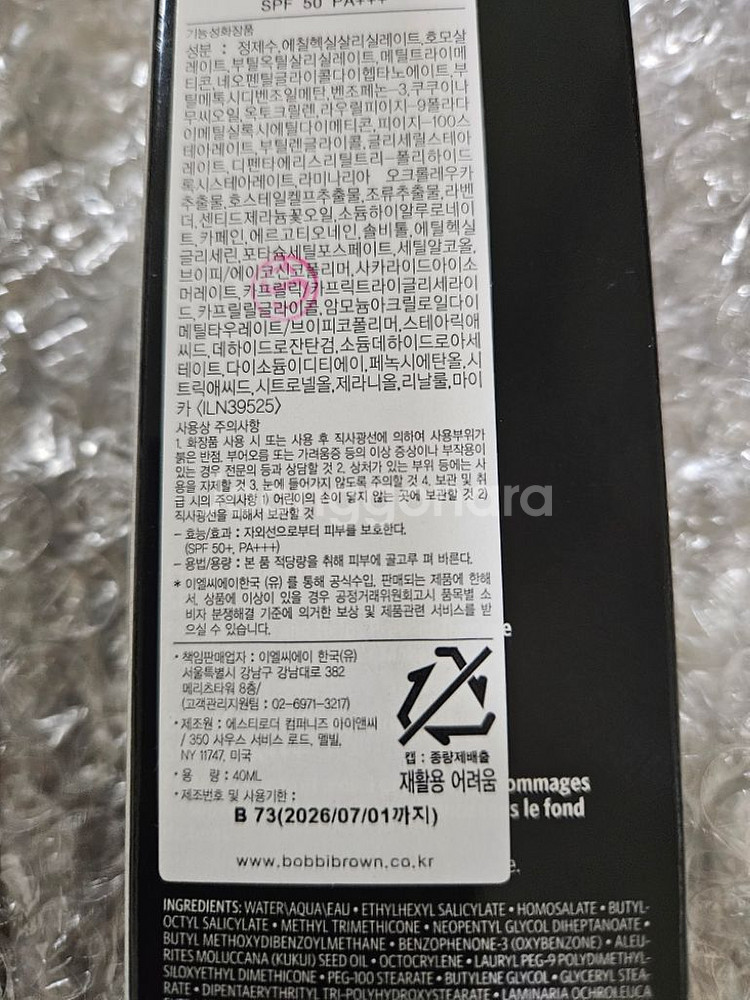 SPF 50 PA+++
기능성화장품
성분 : 정제수,에칠헥실살리실레이트,호모살
레이트,부틸옥틸살리실레이트,메틸트라이메
티콘,네오펜틸글라이콜다이헵타노에이트,부
틸메톡시디벤조일메탄,벤조페논-3,쿠쿠이나
무씨오일,옥토크릴렌,라우릴피이지-9폴리다
이메틸실록시에틸다이메티콘,피이지-100스
테아레이트,부틸렌글라이콜,글리세릴스테아
레이트,디펜타에리스리틸트리-폴리하이드
록시스테아레이트,라미나리아 오크롤레우카
추출물,호스테일켈프추출물,조류추출물,라벤
더,센티드제라늄꽃오일,소듐하이알루로네이
트,카페인,에르고티오네인,솔비톨,에틸헥실
글리세린,포타슘세틸포스페이트,세틸알코올,
브이피/에이코신코폴리머,사카라이드아이소
머레이트,카프릴릭/카프릭트라이글리세라이
드,카프릴릴글라이콜,암모늄아크릴로일다이
메틸타우레이트/브이피코폴리머,스테아릭애
씨드,데하이드로잔탄검,소듐데하이드로아세
테이트,다이소듐이디티에이,페녹시에탄올,시
트릭애씨드,시트로넬올,제라니올,리날룰,마이
카 <ILN39525>
사용상 주의사항
1. 화장품 사용 시 또는 사용 후 직사광선에 의하여 사용부위가
붉은 반점, 부어오름 또는 가려움증 등의 이상 증상이나 부작용이
있는 경우 전문의 등과 상담할 것 2. 상처가 있는 부위 등에는 사
용을 자제할 것 3. 눈에 들어가지 않도록 주의할 것 4. 보관 및 취
급 시의 주의사항 1) 어린이의 손이 닿지 않는 곳에 보관할 것 2)
직사광선을 피해서 보관할 것
- 효능/효과 : 자외선으로부터 피부를 보호한다.
(SPF 50+, PA+++)
- 용법/용량 : 본 품 적당량을 취해 피부에 골고루 펴 바른다.
* 이엘씨에이한국 (유) 를 통해 공식수입, 판매되는 제품에 한해
서, 상품에 이상이 있을 경우 공정거래위원회고시 품목별 소
비자 분쟁해결 기준에 의거한 보상 및 제품관련 서비스를 받
으실 수 있습니다.
• 책임판매업자 : 이엘씨에이 한국(유)
서울특별시 강남구 강남대로 382
메리츠타워 8층/
(고객관리지원팀 : 02-6971-3217)
• 제조원 : 에스티로더 컴퍼니즈 아이앤씨
/ 350 사우스 서비스 로드, 멜빌,
NY 11747, 미국
• 용 량 : 40ML
• 제조번호 및 사용기한 :
B 73(2026/07/01까지)
www.bobbibrown.co.kr
캡 : 종량제배출
재활용 어려움
e
ommages
s le fond
e.
INGREDIENTS: WATER\AQUA\EAU • ETHYLHEXYL SALICYLATE • HOMOSALATE • BUTYL-
OCTYL SALICYLATE • METHYL TRIMETHICONE • NEOPENTYL GLYCOL DIHEPTANOATE •
BUTYL METHOXYDIBENZOYLMETHANE • BENZOPHENONE-3 (OXYBENZONE) • ALEU-
RITES MOLUCCANA (KUKUI) SEED OIL • OCTOCRYLENE • LAURYL PEG-9 POLYDIMETHYL-
SILOXYETHYL DIMETHICONE • PEG-100 STEARATE • BUTYLENE GLYCOL • GLYCERYL STEA-
RATE • DIPENTAERYTHRITYL TRI-POLYHYDROXYSTEARATE • LAMINARIA OCHROLEUCA